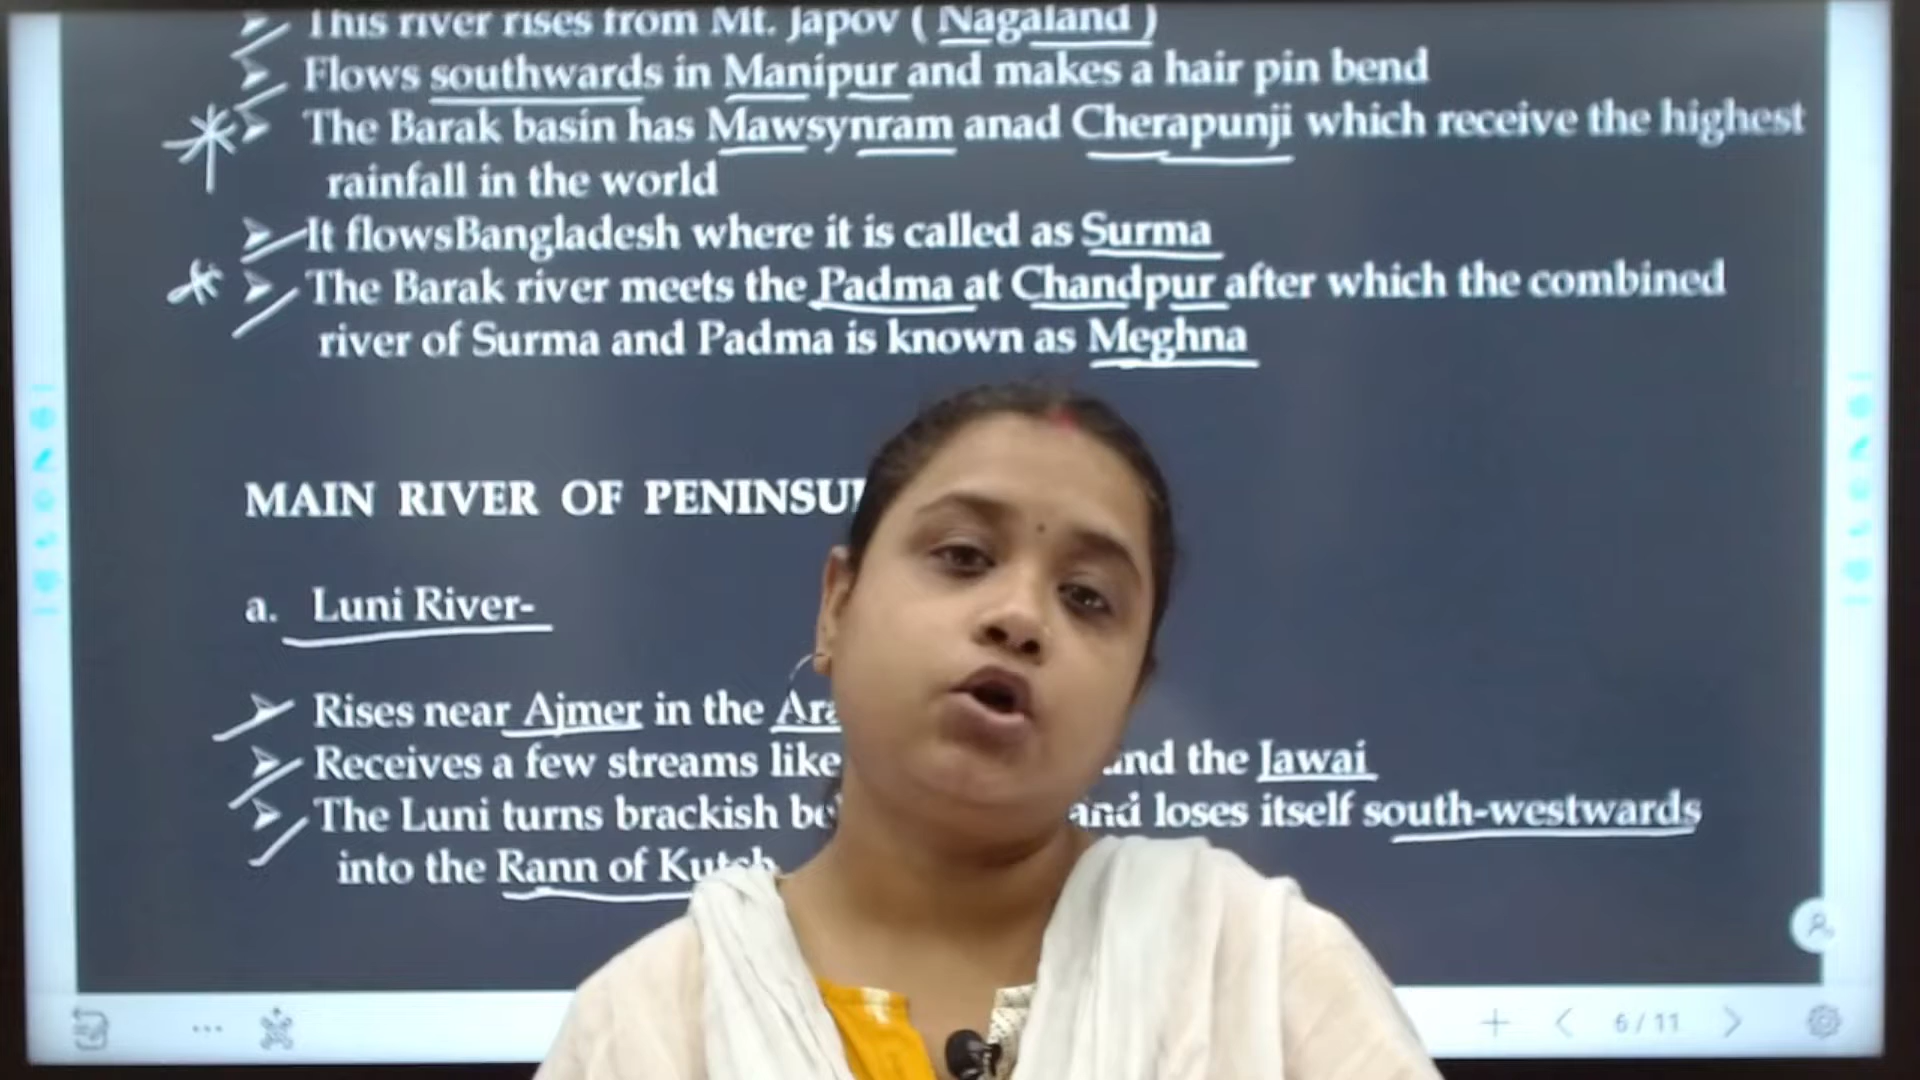 This river rises from Mt. Japov ( Nagaland )
Flows southwards in Manipur and makes a hair pin bend
The Barak basin has Mawsynram anad Cherapunji which receive the highest
rainfall in the world
It flowsBangladesh where it is called as Surma
The Barak river meets the Padma at Chandpur after which the combined
river of Surma and Padma is known as Meghna
MAIN RIVER OF
a. Luni River-
Rises near Ajmer in the
Receives a few streams like and the Jawai
The Luni turns brackish and loses itself south-westwards
into the Rann of Kutch
6/11